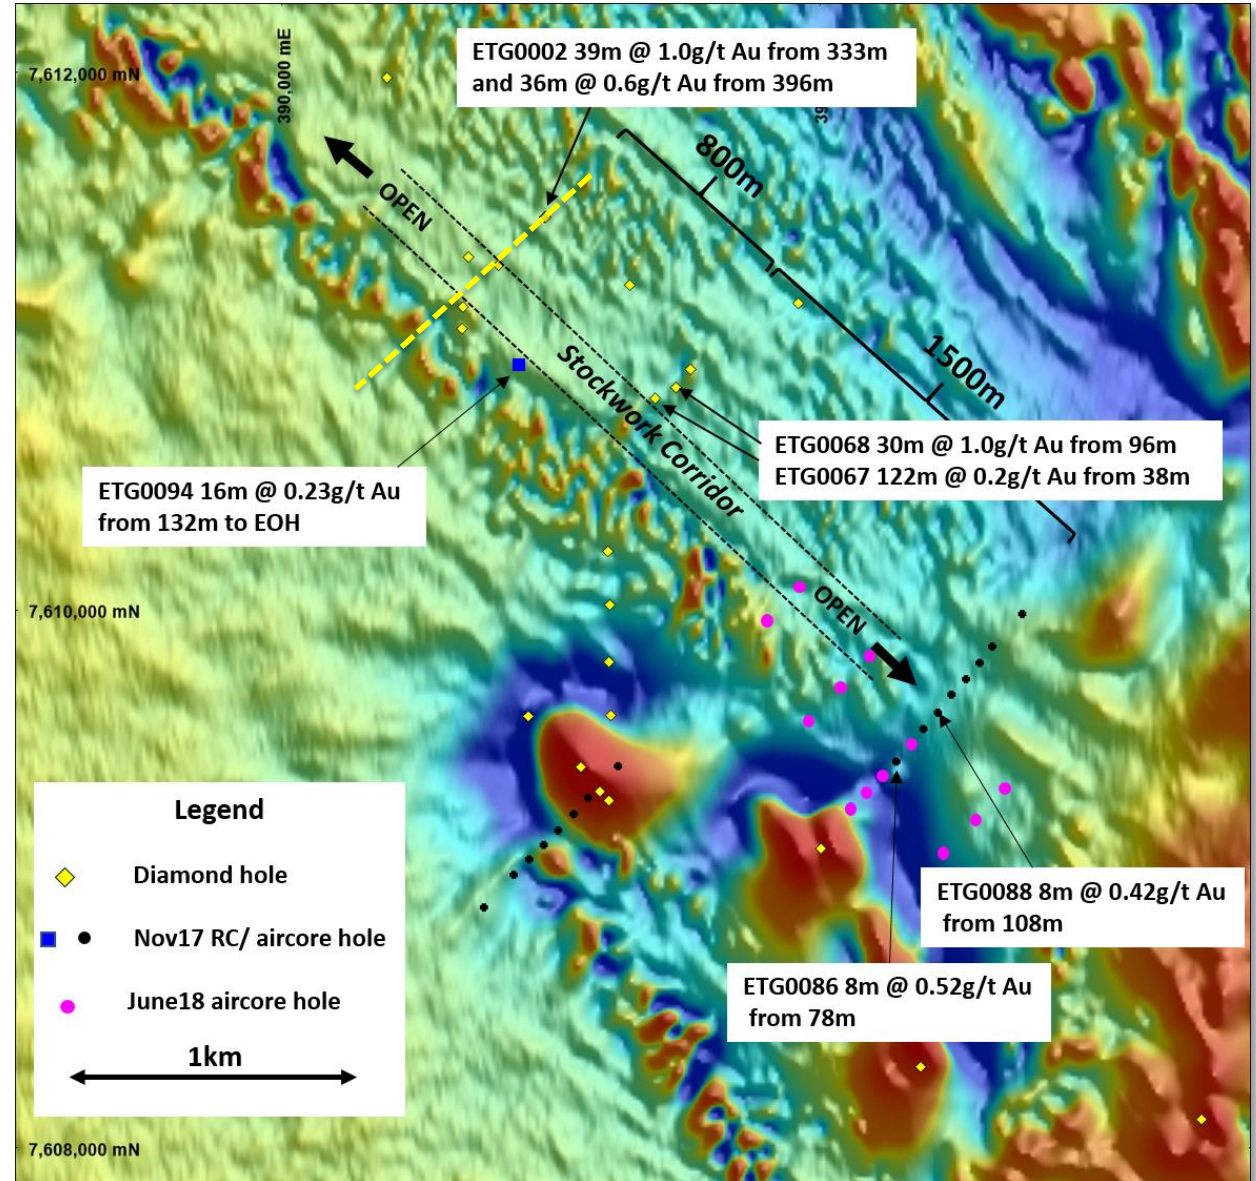 ETG0002 39m @ 1.0g/t Au from 333m
and 36m @ 0.6g/t Au from 396m
7,612,000 mN
390,000 mE
800m
OPEN
1500m
Stockwork Corridor
ETG0068 30m @ 1.0g/t Au from 96m
ETG0067 122m @ 0.2g/t Au from 38m
ETG0094 16m @ 0.23g/t Au
from 132m to EOH
7,610,000 mN
OPEN
Legend
Diamond hole
Nov17 RC/ aircore hole
June18 aircore hole
1km
ETG0088 8m @ 0.42g/t Au
from 108m
ETG0086 8m @ 0.52g/t Au
from 78m
7,608,000 mN